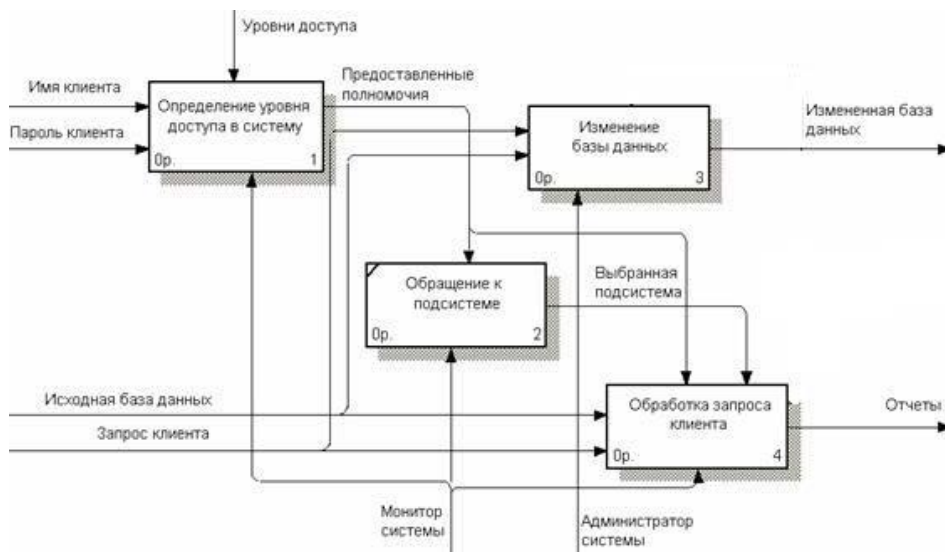 Уровни доступа
Имя клиента
Пароль клиента
Определение уровня
доступа в систему
0р.
1
Предоставленные
полномочия
Изменение
базы данных
0р.
3
Измененная база
данных
Обращение к
подсистеме
0р.
2
Выбранная
подсистема
Исходная база данных
Запрос клиента
Обработка запроса
клиента
0р.
4
Отчеты
Монитор
системы
Администратор
системы